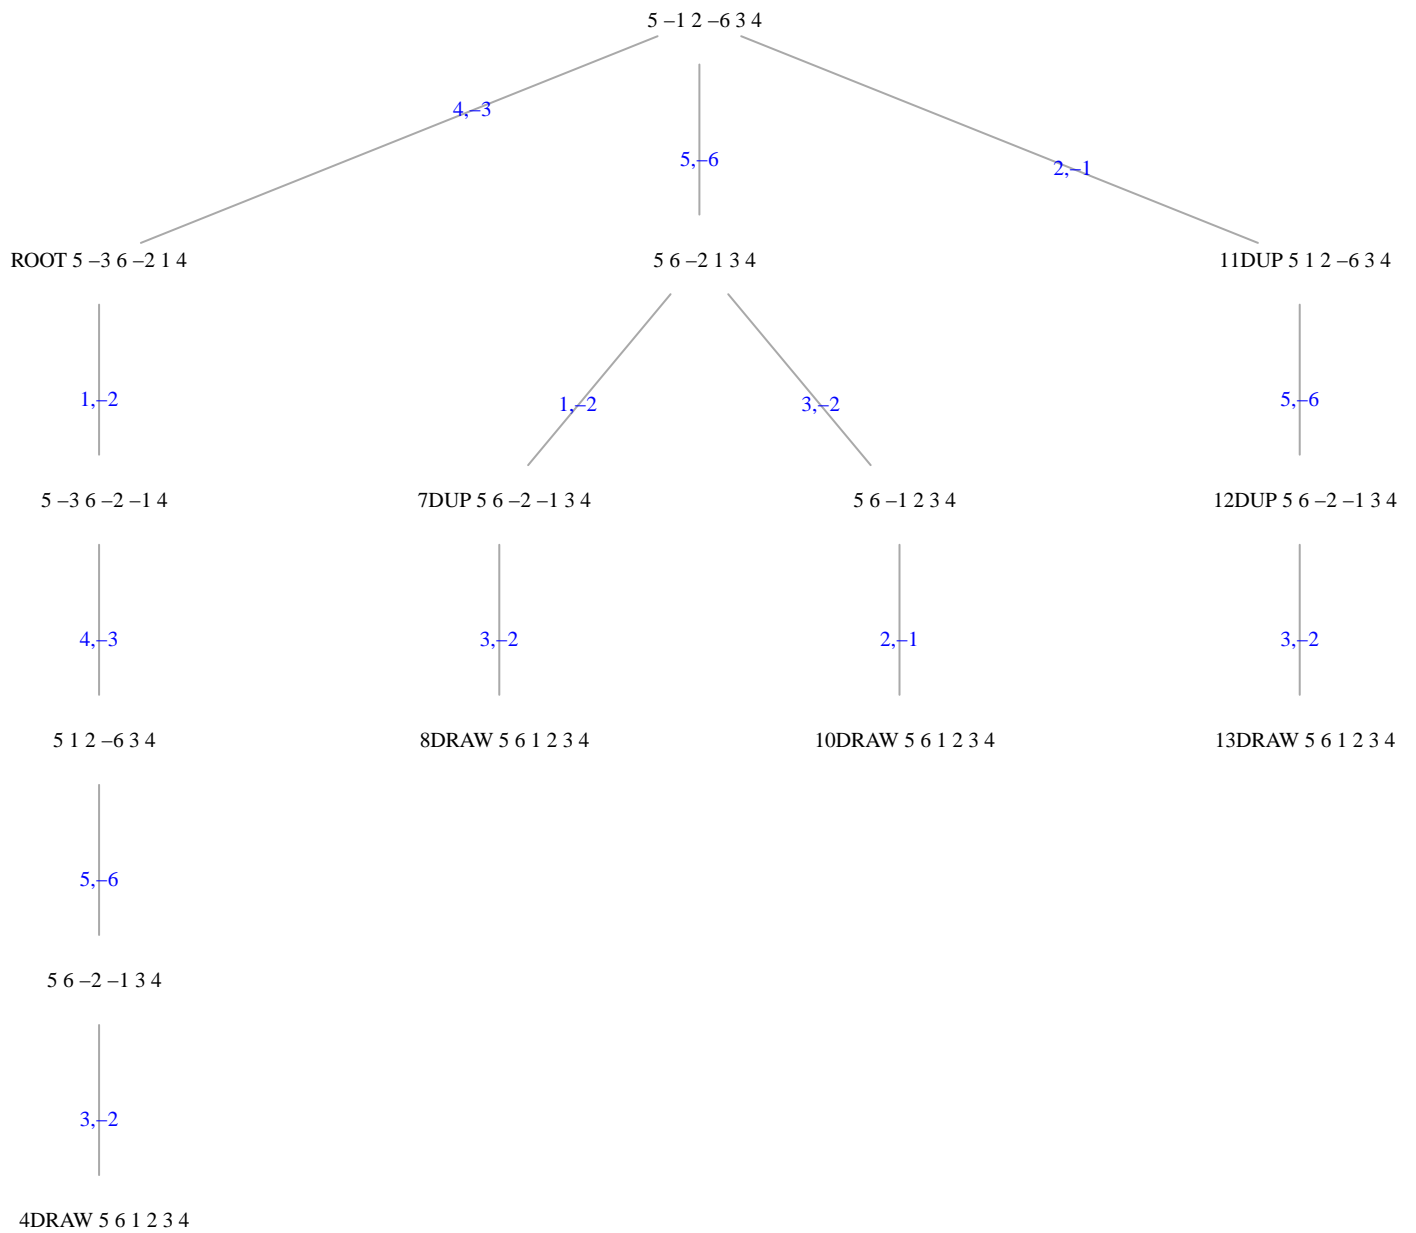 5 –1 2 –6 3 4
4,–3
5,–6
2,–1
ROOT 5 –3 6 –2 1 4
5 6 –2 1 3 4
11DUP 5 1 2 –6 3 4
1,–2
1,–2
3,–2
5,–6
5 –3 6 –2 –1 4
7DUP 5 6 –2 –1 3 4
5 6 –1 2 3 4
12DUP 5 6 –2 –1 3 4
4,–3
3,–2
2,–1
3,–2
5 1 2 –6 3 4
8DRAW 5 6 1 2 3 4
10DRAW 5 6 1 2 3 4
13DRAW 5 6 1 2 3 4
5,–6
5 6 –2 –1 3 4
3,–2
4DRAW 5 6 1 2 3 4